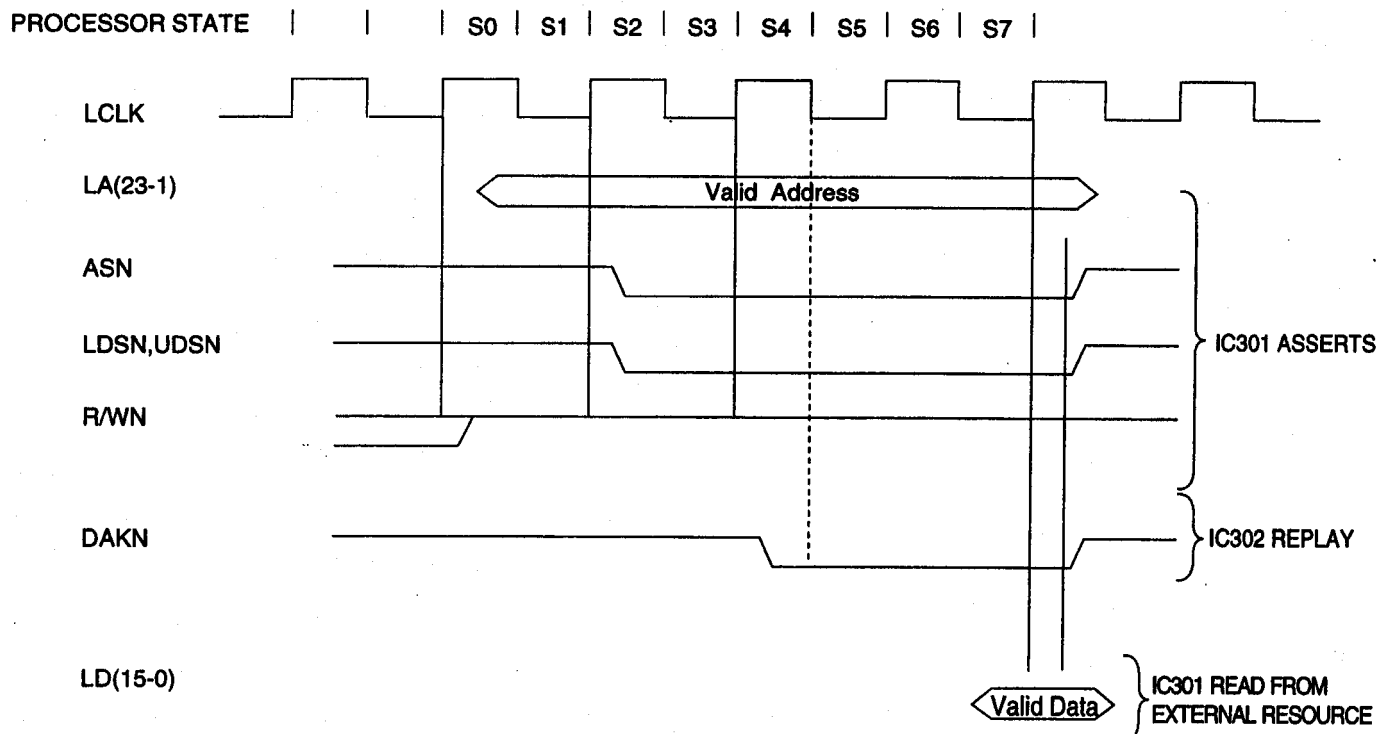 PROCESSOR STATE | | | S0 | S1 | S2 | S3 | S4 | S5 | S6 | S7 |
LCLK
LA(23-1)
Valid Address
ASN
LDSN,UDSN
IC301 ASSERTS
R/WN
DAKN
IC302 REPLAY
LD(15-0)
Valid Data
IC301 READ FROM
EXTERNAL RESOURCE